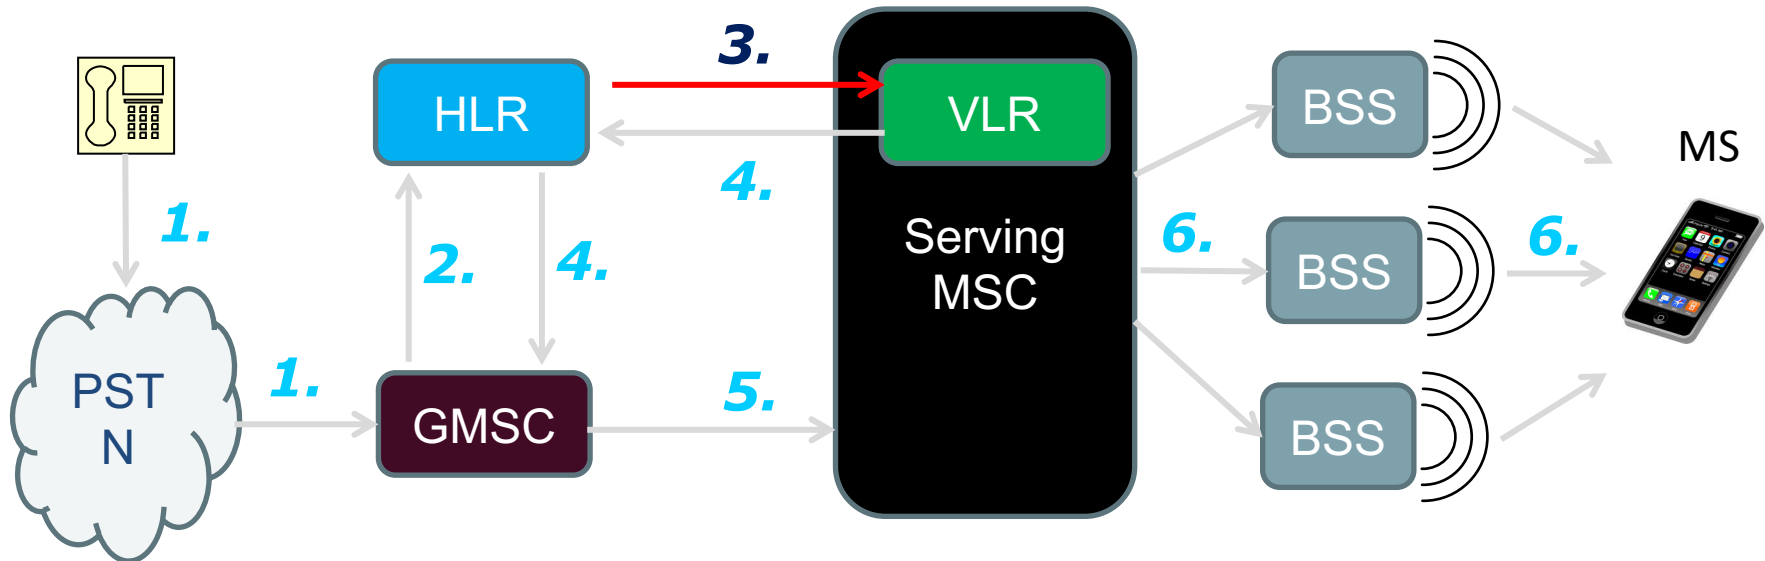 3.
HLR
VLR
BSS
MS
4.
1.
2.
4.
Serving
MSC
6.
BSS
6.
PST
N
1.
GMSC
5.
BSS